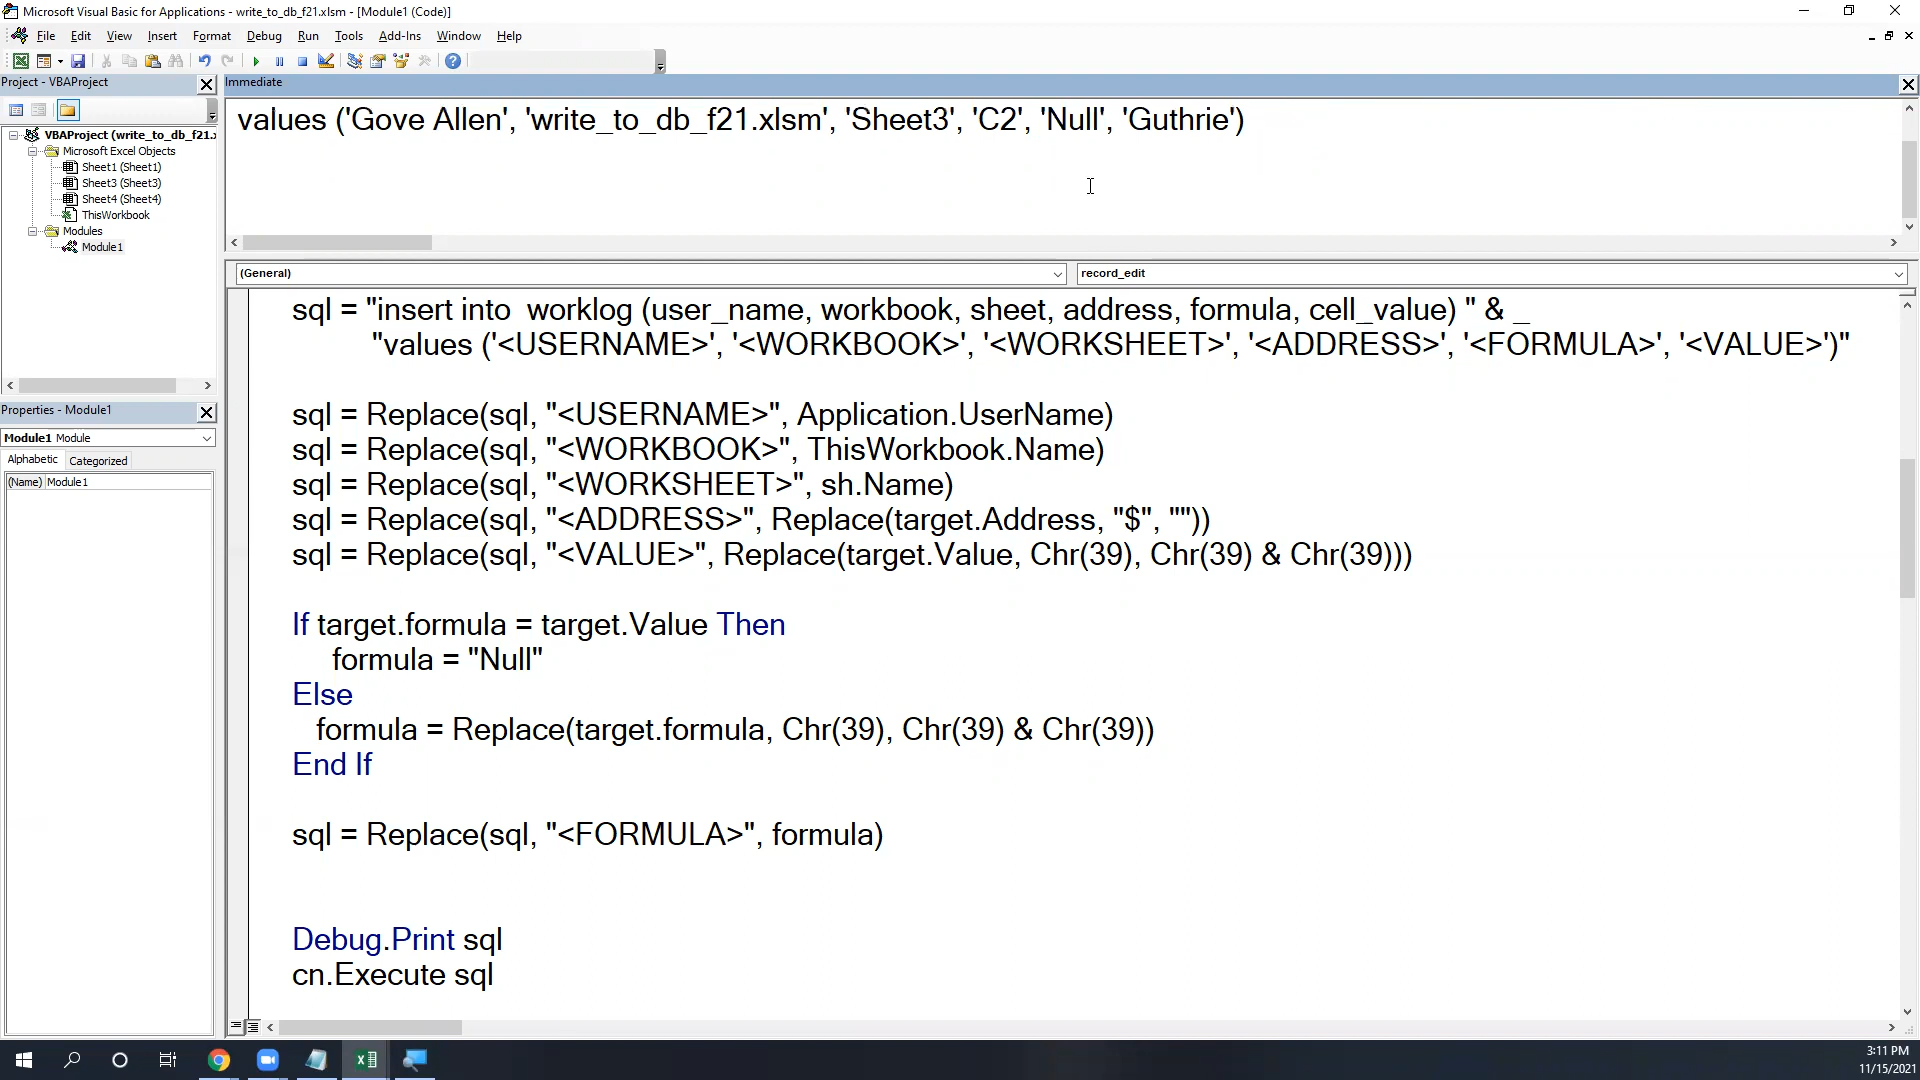 Microsoft Visual Basic for Applications - write_to_db_f21.xlsm - [Module1 (Code)]
File Edit View Insert Format Debug Run Tools Add-Ins Window Help
Project - VBAProject
VBAProject (write_to_db_f21.x
Microsoft Excel Objects
Sheet1 (Sheet1)
Sheet3 (Sheet3)
Sheet4 (Sheet4)
ThisWorkbook
Modules
Module1
Properties - Module1
Module1 Module
Alphabetic Categorized
(Name) Module1
Immediate
values ('Gove Allen', 'write_to_db_f21.xlsm', 'Sheet3', 'C2', 'Null', 'Guthrie')
(General) record_edit
sql = "insert into  worklog (user_name, workbook, sheet, address, formula, cell_value) " & _
"values ('<USERNAME>', '<WORKBOOK>', '<WORKSHEET>', '<ADDRESS>', '<FORMULA>', '<VALUE>')"
sql = Replace(sql, "<USERNAME>", Application.UserName)
sql = Replace(sql, "<WORKBOOK>", ThisWorkbook.Name)
sql = Replace(sql, "<WORKSHEET>", sh.Name)
sql = Replace(sql, "<ADDRESS>", Replace(target.Address, "$", ""))
sql = Replace(sql, "<VALUE>", Replace(target.Value, Chr(39), Chr(39) & Chr(39)))
If target.formula = target.Value Then
formula = "Null"
Else
formula = Replace(target.formula, Chr(39), Chr(39) & Chr(39))
End If
sql = Replace(sql, "<FORMULA>", formula)
Debug.Print sql
cn.Execute sql
3:11 PM
11/15/2021